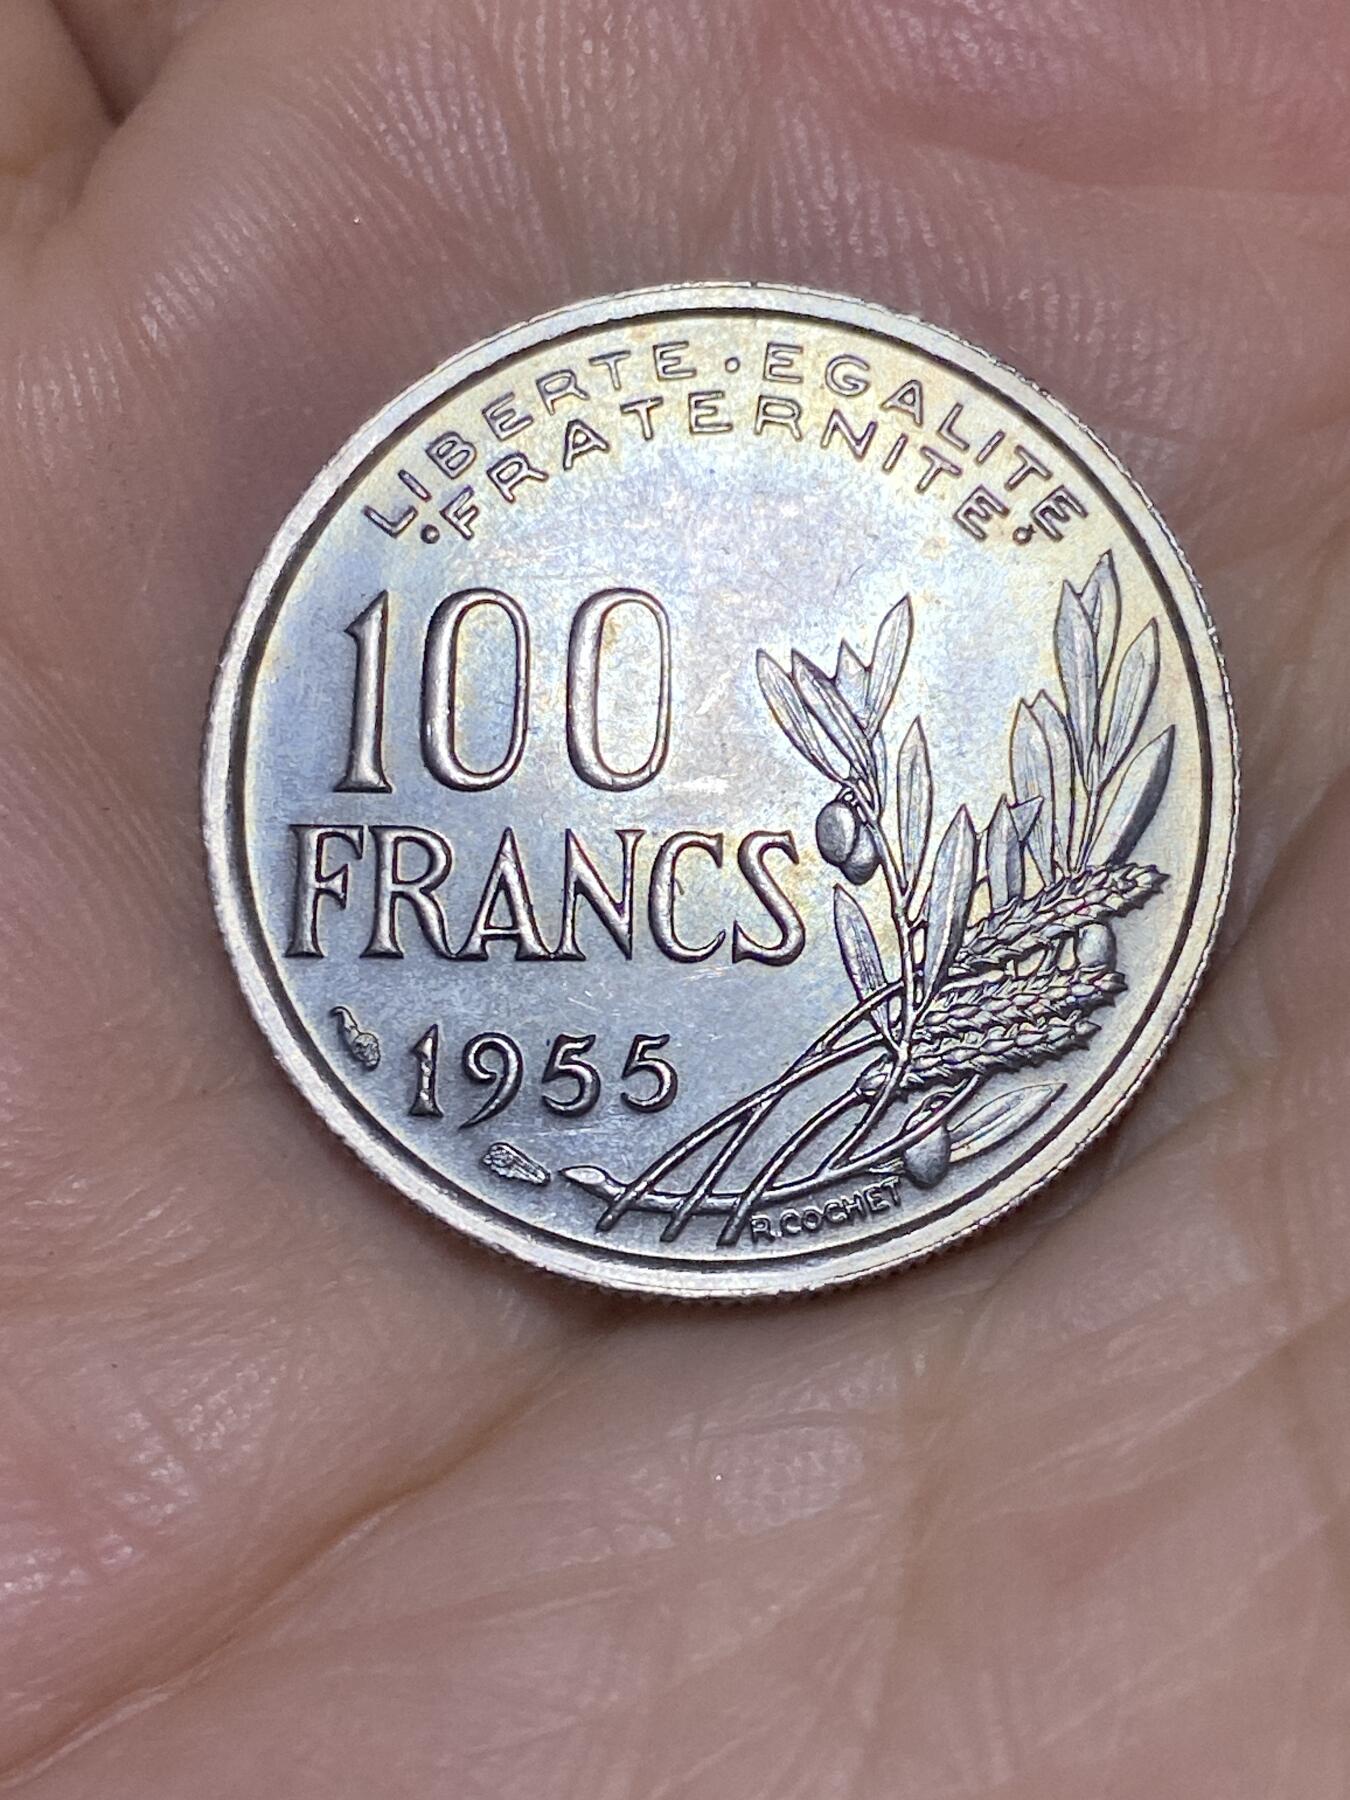 LIBERTE · EGALITE
· FRATERNITE ·
100
FRANCS
1955
R.COCHET